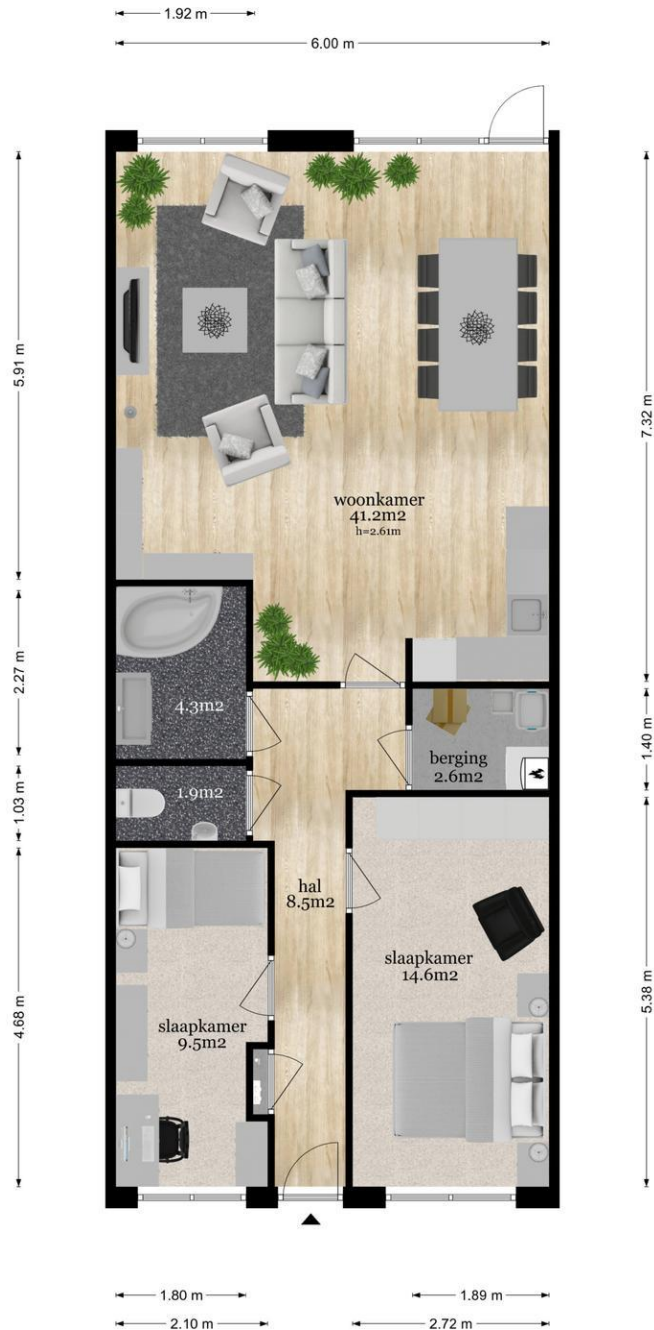 1.92 m
6.00 m
5.91 m
7.32 m
woonkamer
41.2m2
h=2.61m
2.27 m
4.3m2
1.40 m
berging
2.6m2
1.03 m
1.9m2
hal
8.5m2
slaapkamer
14.6m2
4.68 m
5.38 m
slaapkamer
9.5m2
1.80 m
1.89 m
2.10 m
2.72 m